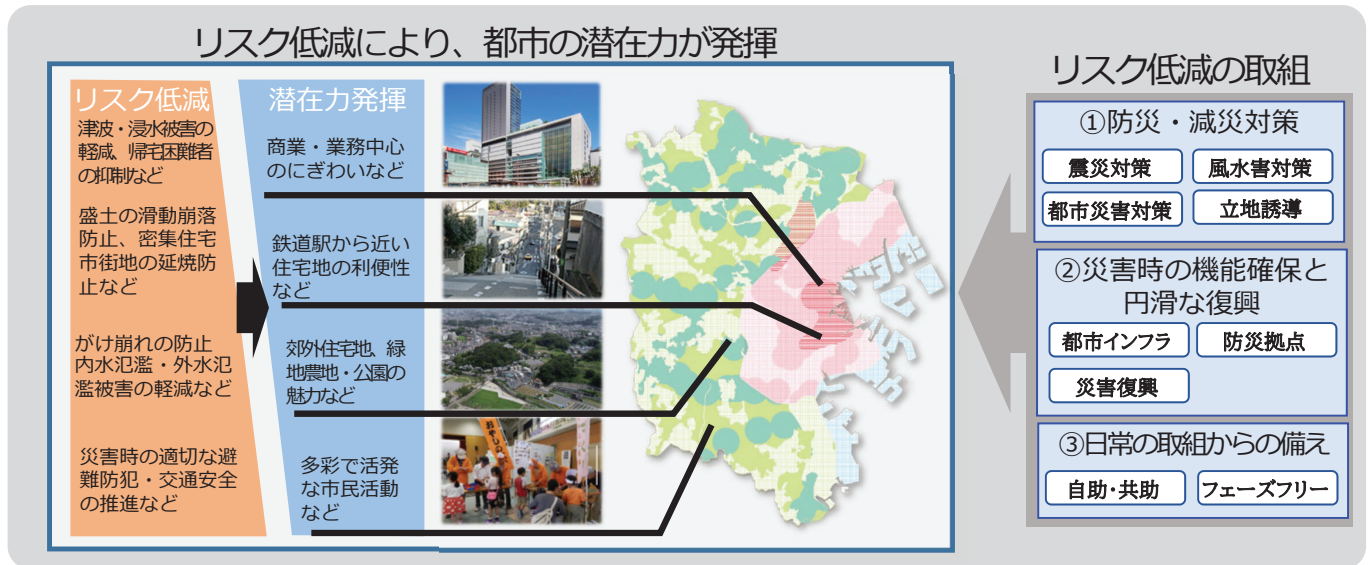 リスク低減により、都市の潜在力が発揮
リスク低減
津波・浸水被害の
軽減、帰宅困難者
の抑制など
盛土の滑動崩落
防止、密集住宅
市街地の延焼防
止など
がけ崩れの防止
内水氾濫・外水氾
濫被害の軽減など
災害時の適切な避
難防犯・交通安全
の推進など
潜在力発揮
商業・業務中心
のにぎわいなど
鉄道駅から近い
住宅地の利便性
など
郊外住宅地、緑
地農地・公園の
魅力など
多彩で活発
な市民活動
など
おやじの
リスク低減の取組
①防災・減災対策
震災対策
風水害対策
都市災害対策
立地誘導
②災害時の機能確保と
円滑な復興
都市インフラ
防災拠点
災害復興
③日常の取組からの備え
自助・共助
フェーズフリー